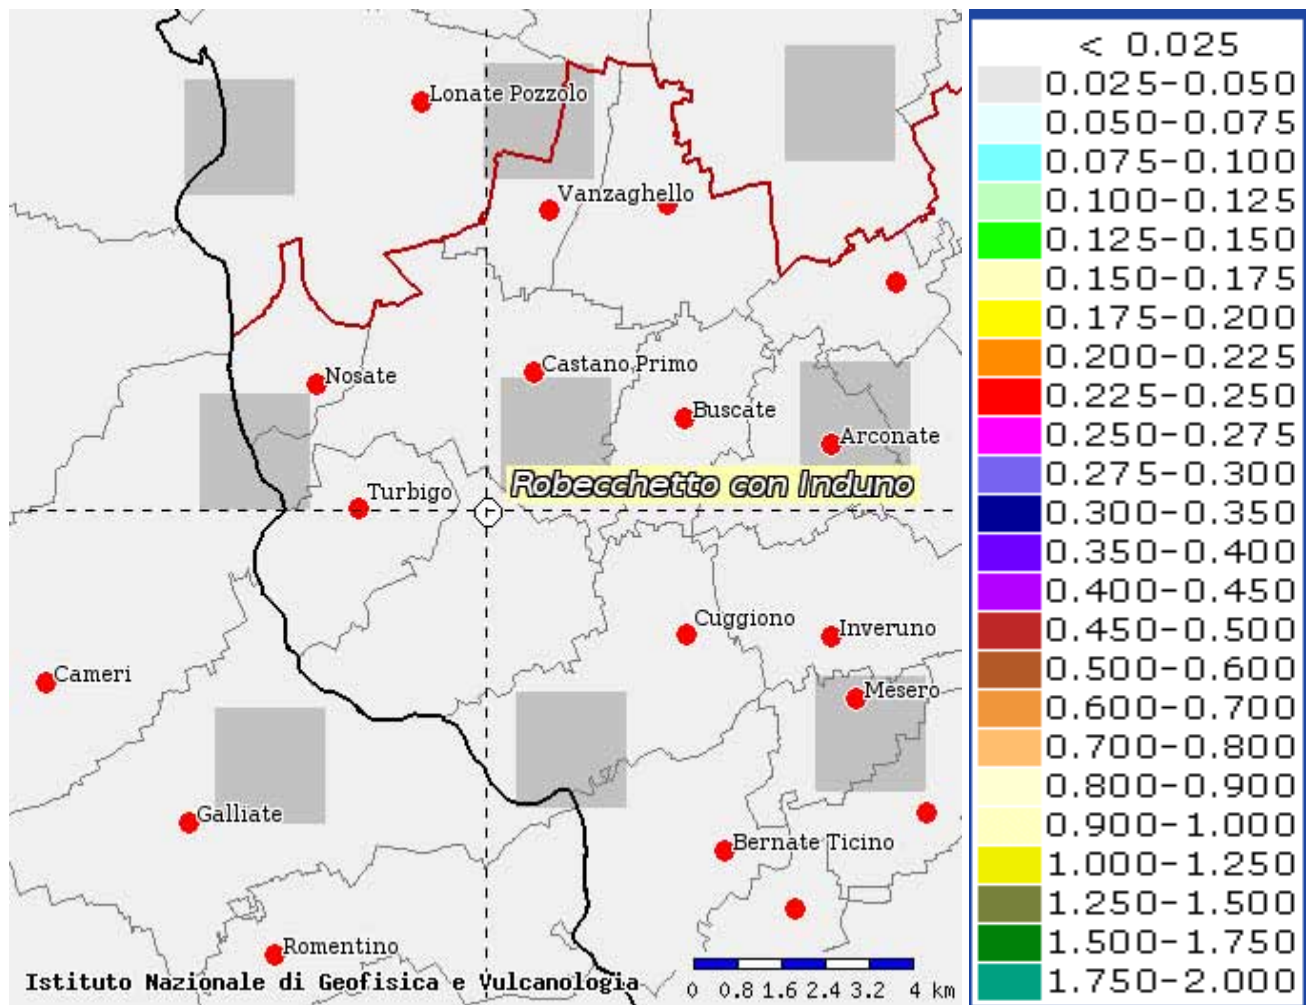 Lonate Pozzolo
Vanzaghello
Nosate
Castano Primo
Buscate
Arconate
Robecchetto con Induno
Turbigo
Cuggiono
Inveruno
Cameri
Mesero
Galliate
Bernate Ticino
Romentino
Istituto Nazionale di Geofisica e Vulcanologia
0 0.8 1.6 2.4 3.2 4 km
< 0.025
0.025-0.050
0.050-0.075
0.075-0.100
0.100-0.125
0.125-0.150
0.150-0.175
0.175-0.200
0.200-0.225
0.225-0.250
0.250-0.275
0.275-0.300
0.300-0.350
0.350-0.400
0.400-0.450
0.450-0.500
0.500-0.600
0.600-0.700
0.700-0.800
0.800-0.900
0.900-1.000
1.000-1.250
1.250-1.500
1.500-1.750
1.750-2.000